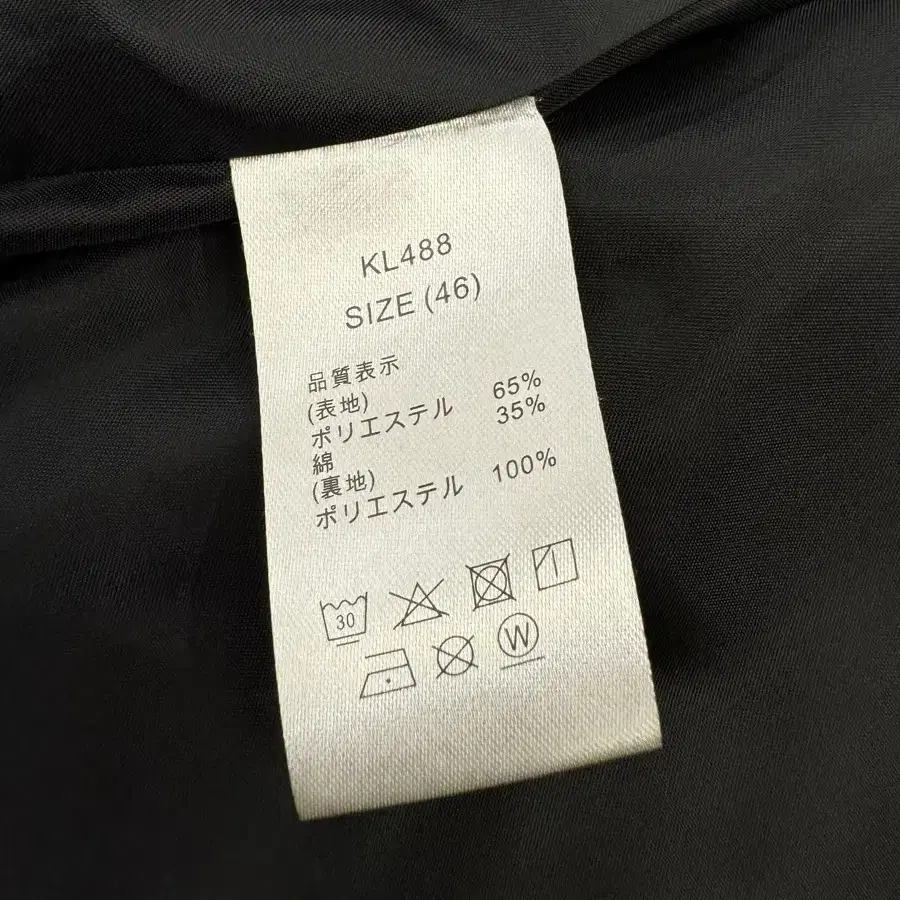 KL488
SIZE (46)
品質表示
(表地)
ポリエステル 65%
綿 35%
(裏地)
ポリエステル 100%
30
W